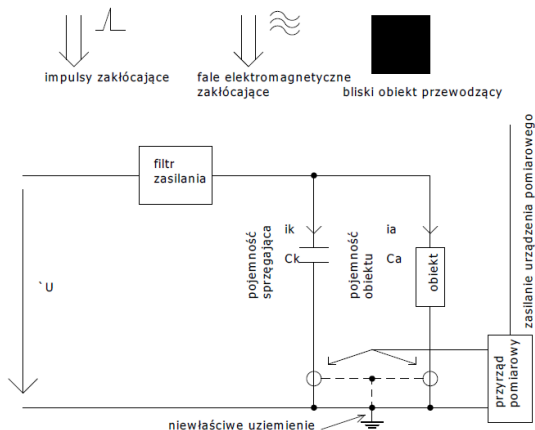 impulsy zakłócające
fale elektromagnetyczne
zakłócające
bliski obiekt przewodzący
zasilanie urządzenia pomiarowego
filtr
zasilania
pojemność
sprzęgająca
ik
Ck
pojemność
obiektu
ia
Ca
obiekt
`U
przyrząd
pomiarowy
niewłaściwe uziemienie